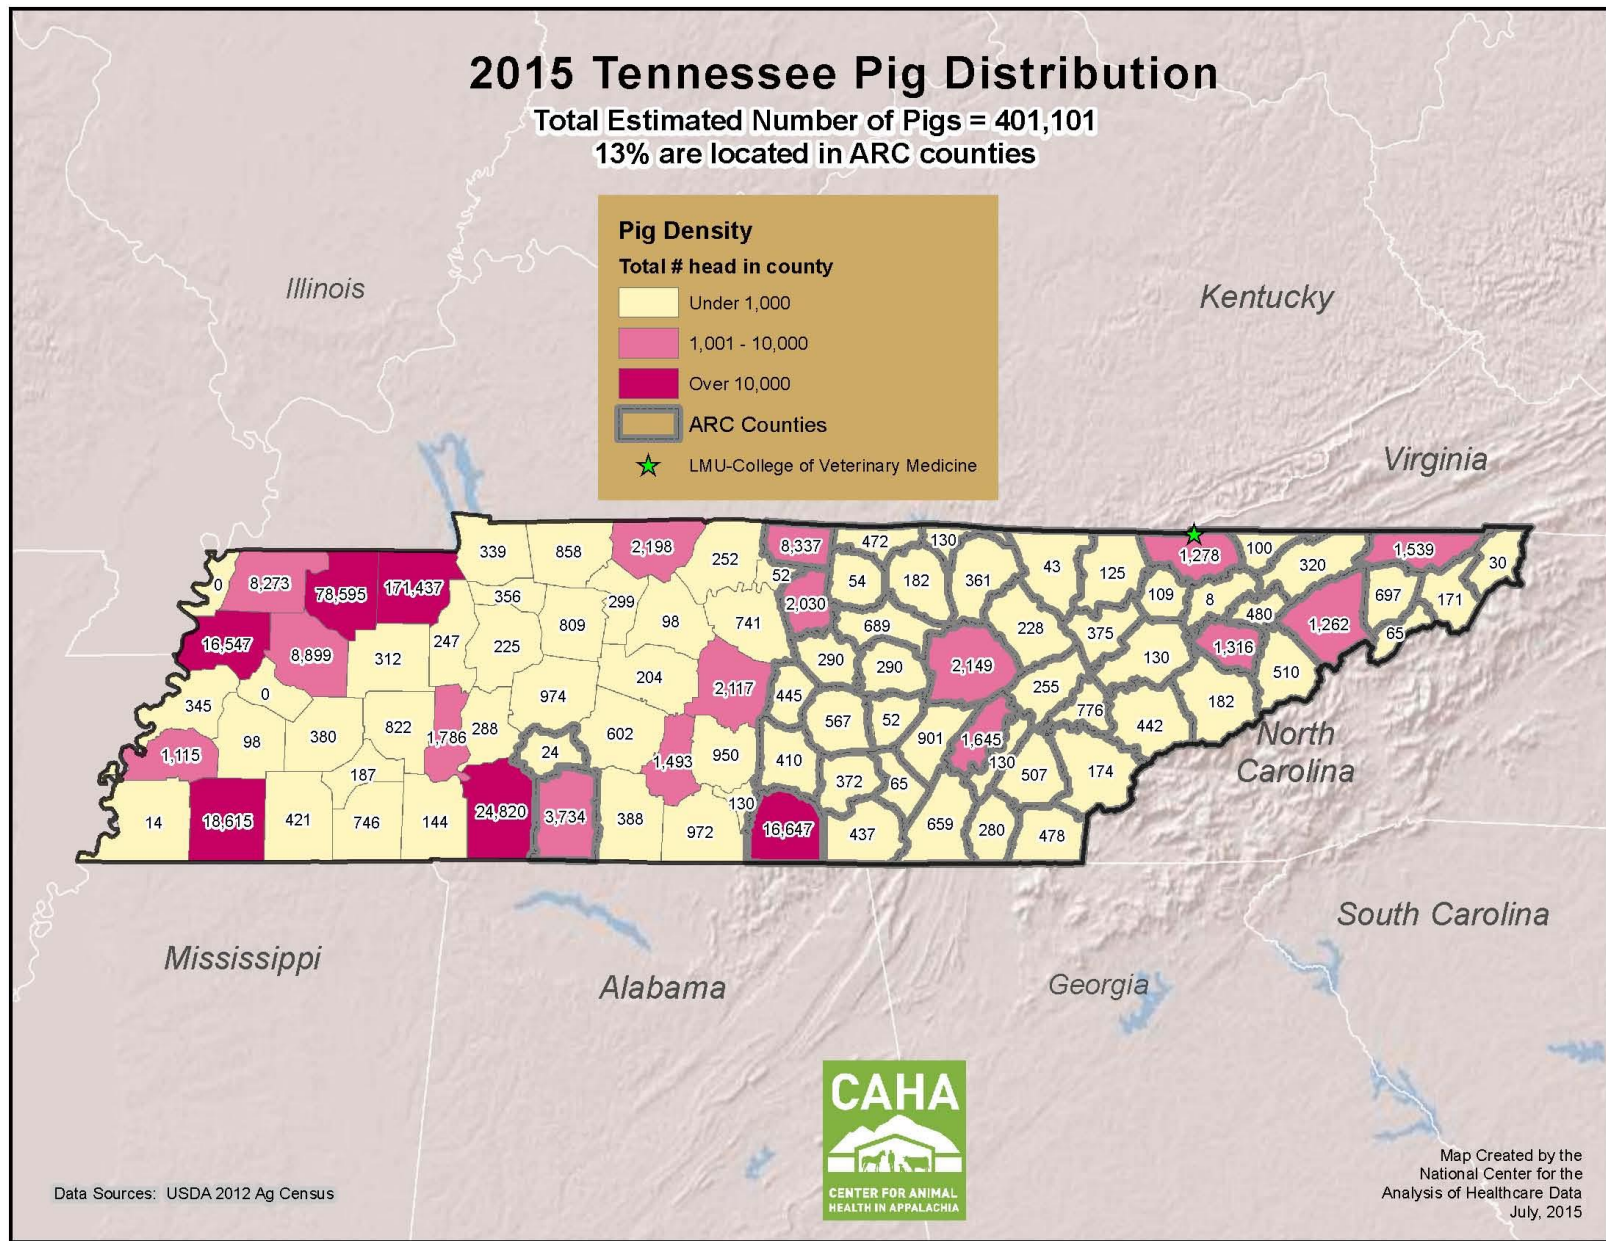 2015 Tennessee Pig Distribution
Total Estimated Number of Pigs = 401,101
13% are located in ARC counties
Pig Density
Total # head in county
Under 1,000
1,001 - 10,000
Over 10,000
ARC Counties
LMU-College of Veterinary Medicine
Illinois
Kentucky
Virginia
339 858 2,198 252 8,337 472 130 43 125 1,278 100 320 1,539 30
0 8,273 78,595 171,437 356 299 52 2,030 54 182 361 109 8 480 697 171
16,547 8,899 312 247 225 809 98 741 689 228 375 130 1,316 1,262 65
345 0 974 204 2,117 445 290 290 2,149 255 776 442 182 510
1,115 98 380 822 1,786 288 24 602 1,493 950 410 567 52 901 1,645 130 507 174
14 18,615 421 187 746 144 24,820 3,734 388 972 130 16,647 372 65 437 659 280 478
North
Carolina
South Carolina
Mississippi
Alabama
Georgia
CAHA
CENTER FOR ANIMAL
HEALTH IN APPALACHIA
Data Sources: USDA 2012 Ag Census
Map Created by the
National Center for the
Analysis of Healthcare Data
July, 2015